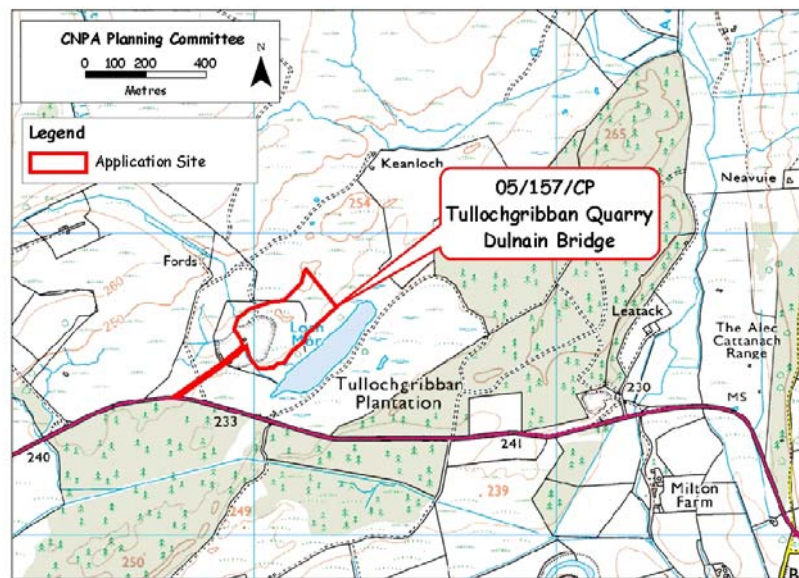 CNPA Planning Committee
0 100 200 400
Metres
N
Legend
Application Site
05/157/CP
Tullochgribban Quarry
Dulnain Bridge
265
Keanloch
254
Neavuie
Fords
260
250
Loch
Mor
Leatack
The Alec
Cattanach
Range
Tullochgribban
Plantation
230
MS
233
240
241
239
Milton
Farm
249
250
B